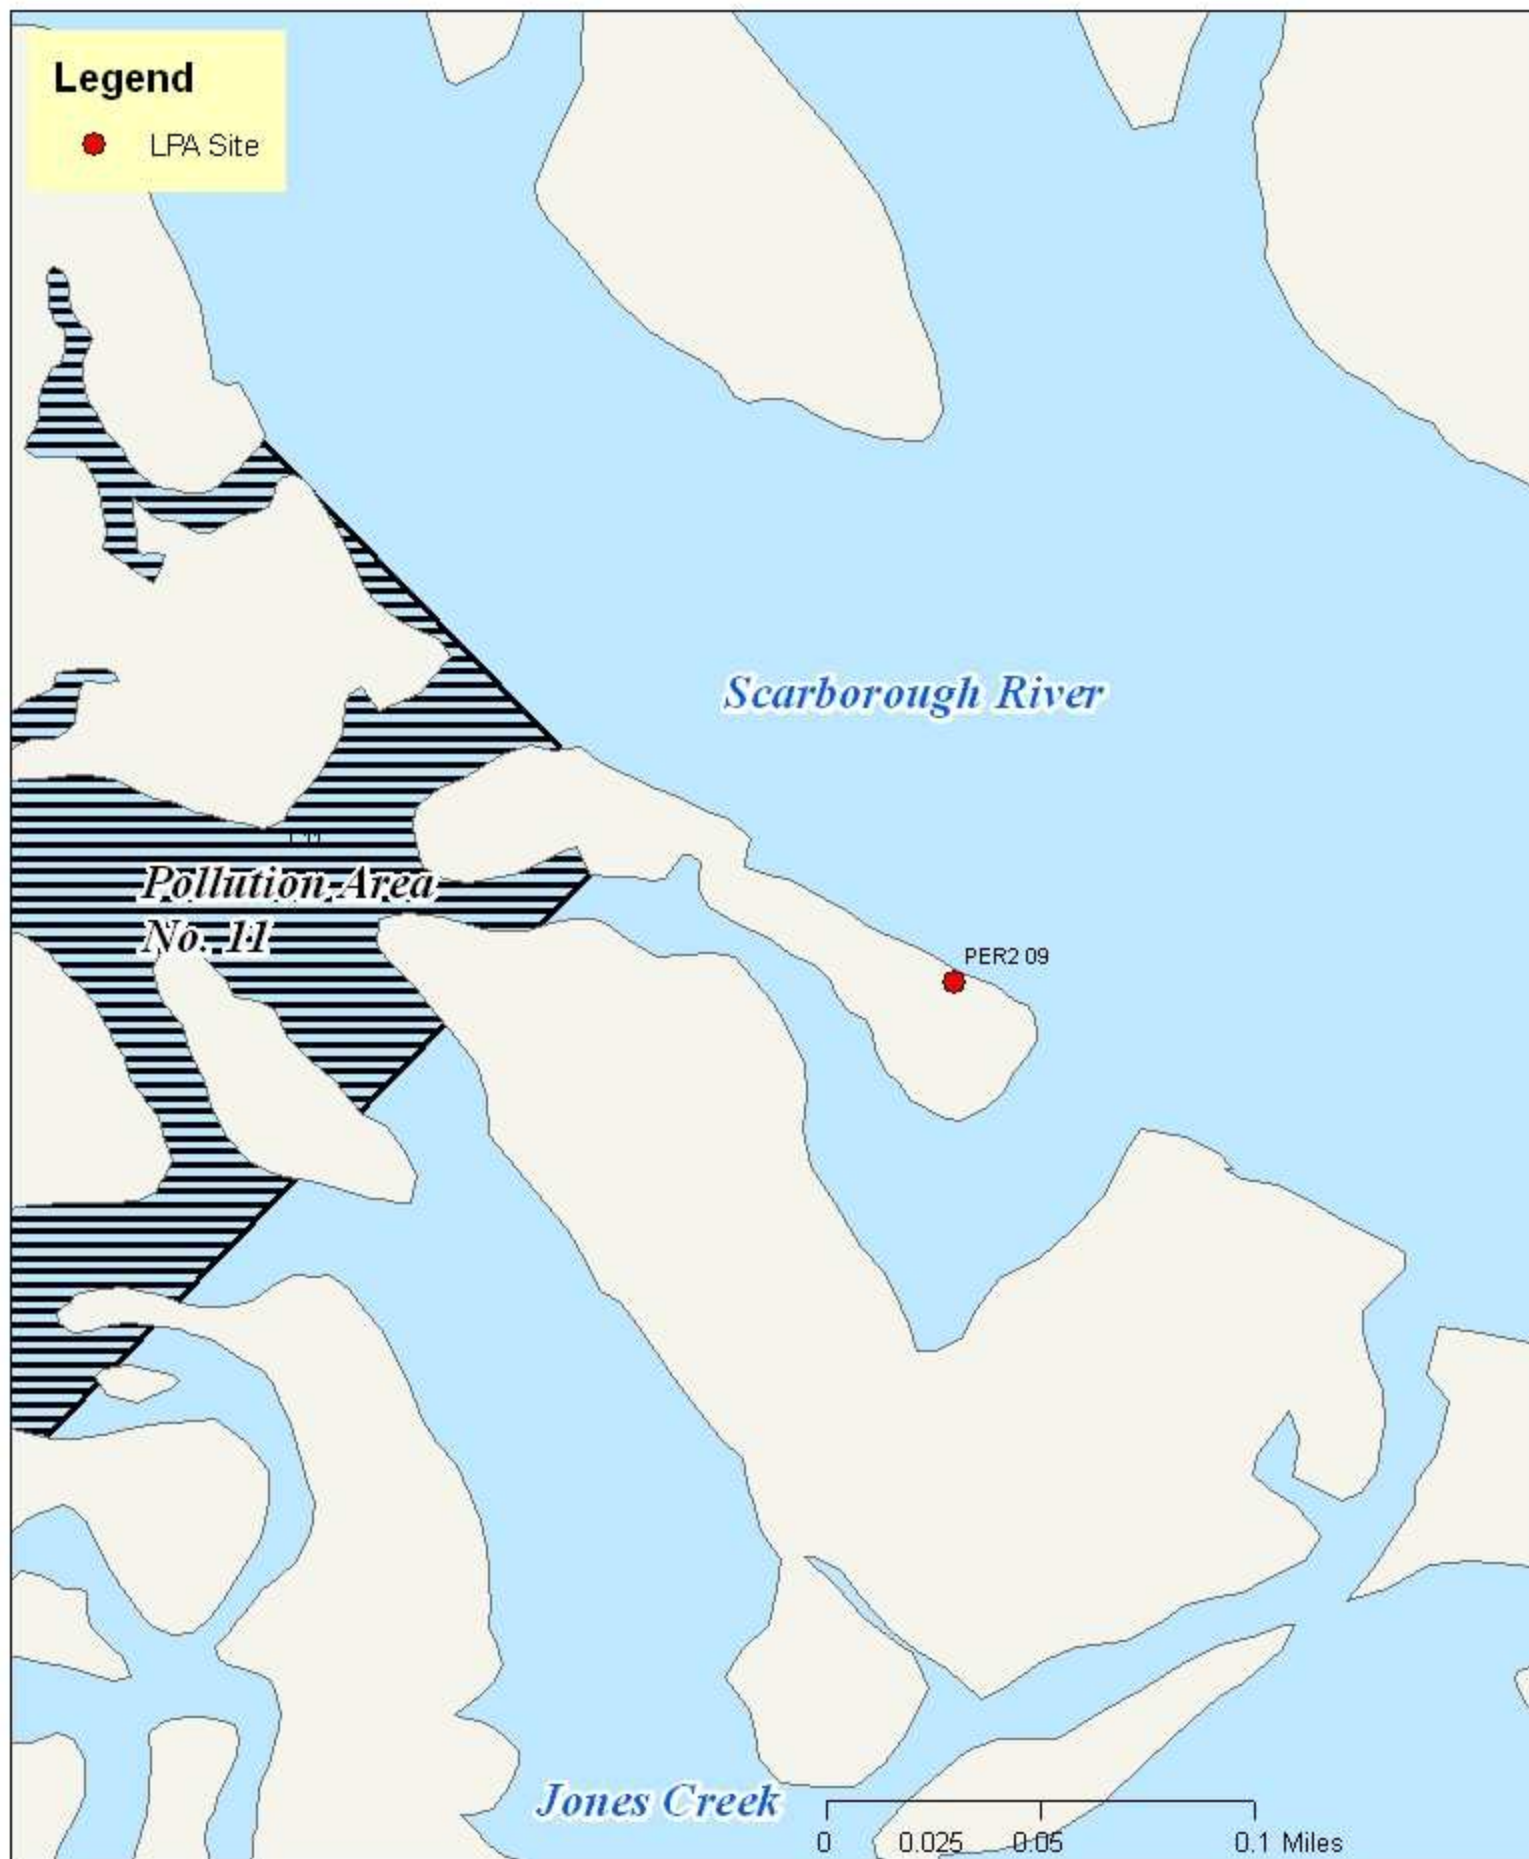 Legend
LPA Site
Scarborough River
Pollution Area
No. 11
PER2 09
Jones Creek
0 0.025 0.05 0.1 Miles